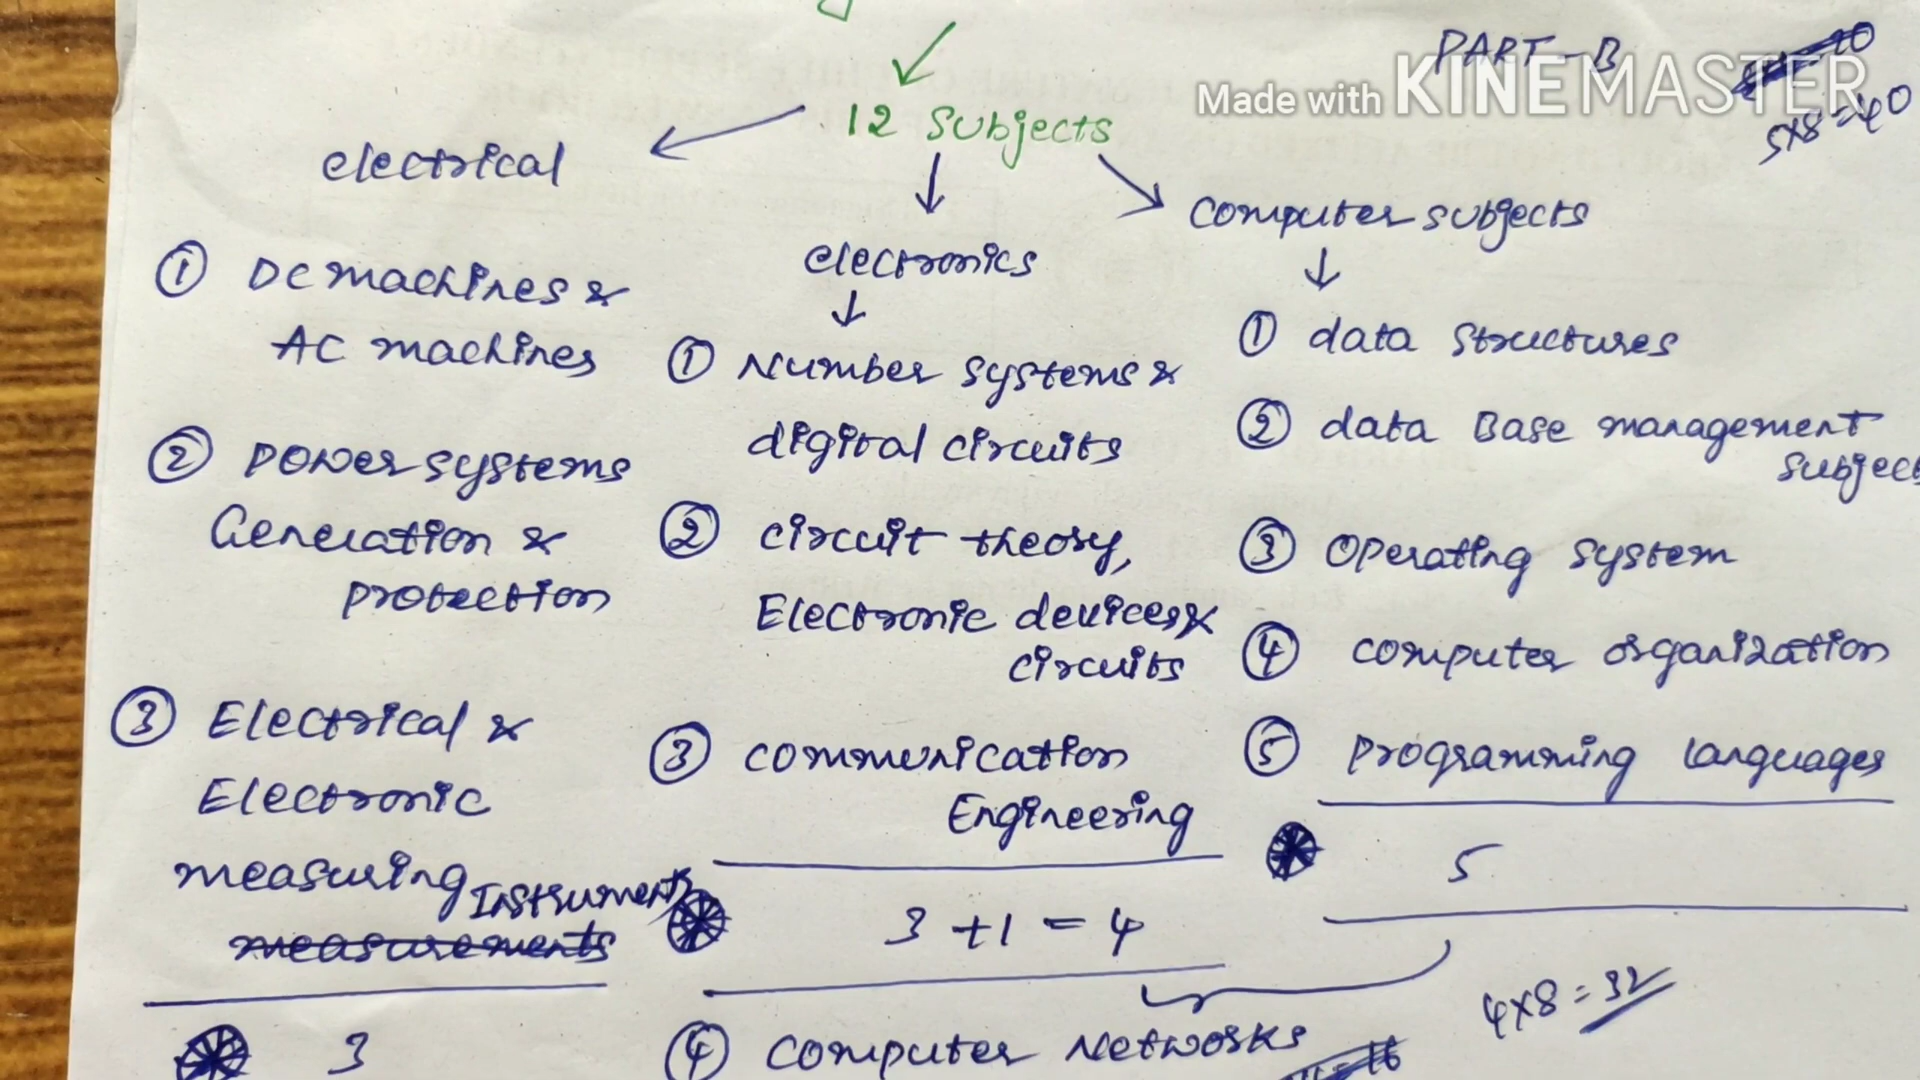 PART-B
Made with KINEMASTER
5x8=40
12 Subjects
electrical
① DC machines &
AC machines
② Power systems
Generation &
protection
③ Electrical &
Electronic
measuring Instruments
measurements
3
electronics
① Number systems &
digital circuits
② circuit theory,
Electronic devices &
circuits
③ communication
Engineering
3 +1 = 4
④ computer Networks
computer subjects
① data structures
② data Base management
subject
③ operating system
④ computer organization
⑤ programming languages
5
4x8=32